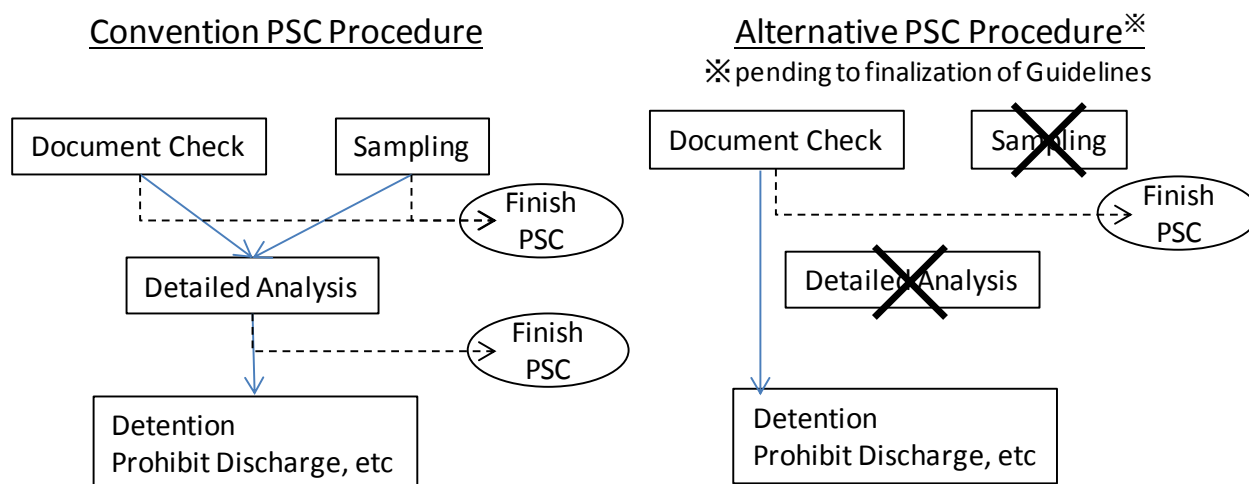 Convention PSC Procedure
Document Check
Sampling
Finish
PSC
Detailed Analysis
Finish
PSC
Detention
Prohibit Discharge, etc
Alternative PSC Procedure※
※pending to finalization of Guidelines
Document Check
Sampling
Finish
PSC
Detailed Analysis
Detention
Prohibit Discharge, etc